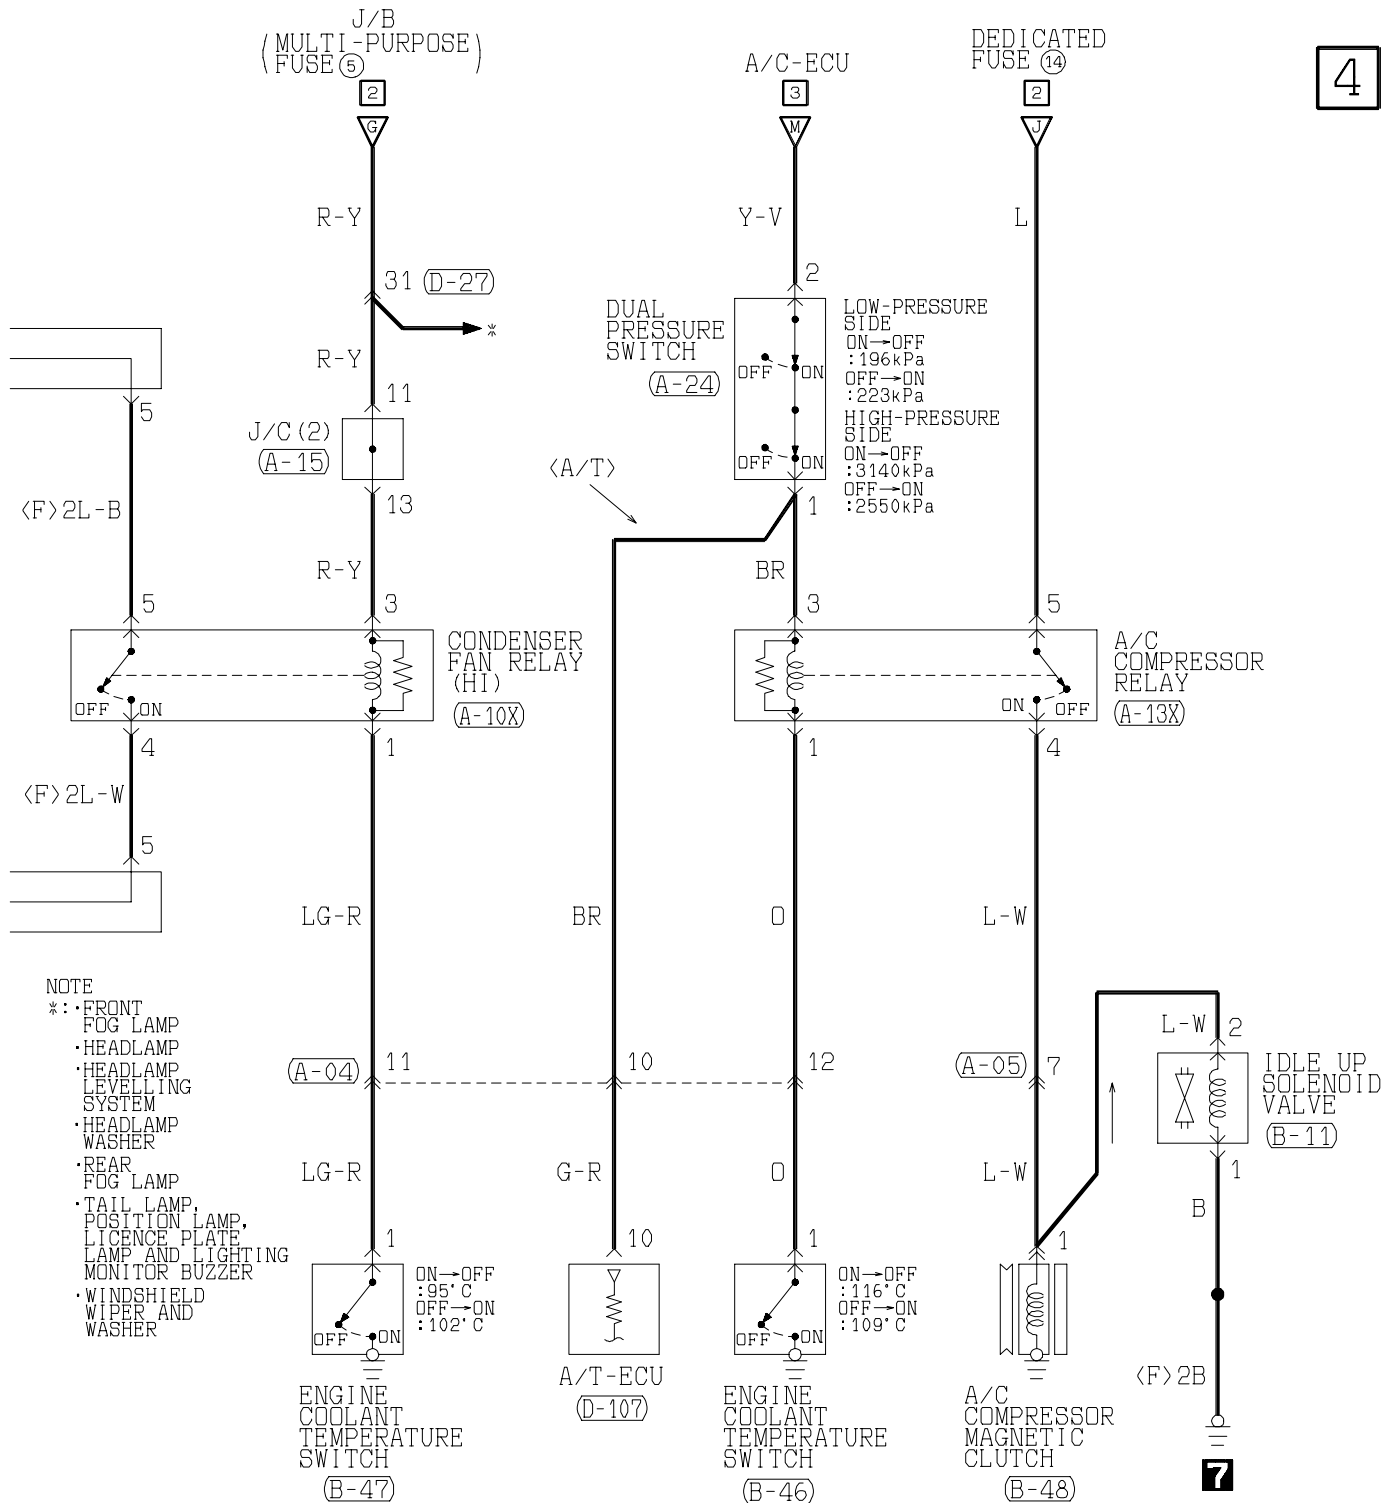 J/B
(MULTI-PURPOSE)
FUSE ⑤
2
G
A/C-ECU
3
M
DEDICATED
FUSE ⑭
2
J
4
R-Y
Y-V
L
31 (D-27)
*
R-Y
11
J/C(2)
(A-15)
13
R-Y
2
DUAL
PRESSURE
SWITCH
(A-24)
OFF ON
OFF ON
1
LOW-PRESSURE
SIDE
ON→OFF
:196kPa
OFF→ON
:223kPa
HIGH-PRESSURE
SIDE
ON→OFF
:3140kPa
OFF→ON
:2550kPa
<A/T>
BR
5
<F>2L-B
5
3
CONDENSER
FAN RELAY
(HI)
(A-10X)
OFF ON
4
1
3
5
A/C
COMPRESSOR
RELAY
(A-13X)
ON OFF
1
4
<F>2L-W
5
LG-R
BR
O
L-W
NOTE
*:·FRONT
FOG LAMP
·HEADLAMP
·HEADLAMP
LEVELLING
SYSTEM
·HEADLAMP
WASHER
·REAR
FOG LAMP
·TAIL LAMP,
POSITION LAMP,
LICENCE PLATE
LAMP AND LIGHTING
MONITOR BUZZER
·WINDSHIELD
WIPER AND
WASHER
(A-04)
11
10
12
(A-05) 7
L-W
2
IDLE UP
SOLENOID
VALVE
(B-11)
1
B
<F>2B
7
LG-R
G-R
O
L-W
1
OFF ON
ON→OFF
:95°C
OFF→ON
:102°C
ENGINE
COOLANT
TEMPERATURE
SWITCH
(B-47)
10
A/T-ECU
(D-107)
1
OFF ON
ON→OFF
:116°C
OFF→ON
:109°C
ENGINE
COOLANT
TEMPERATURE
SWITCH
(B-46)
1
A/C
COMPRESSOR
MAGNETIC
CLUTCH
(B-48)